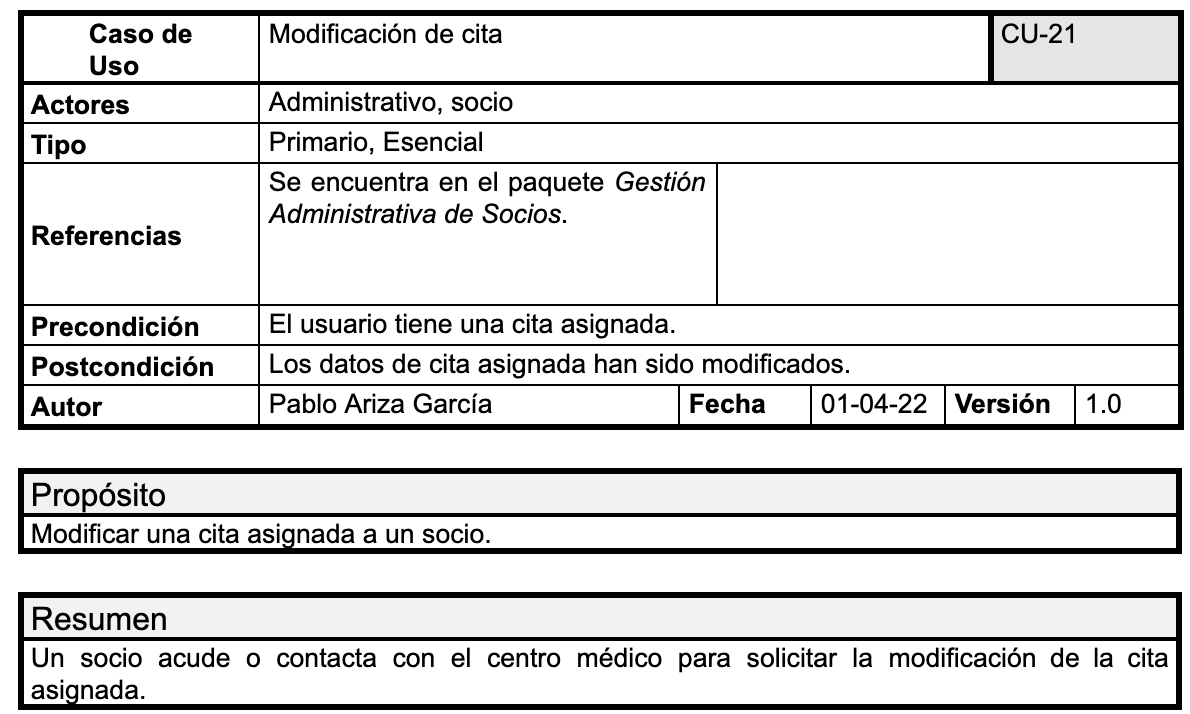 Caso de
Uso
Modificación de cita
CU-21
Actores
Administrativo, socio
Tipo
Primario, Esencial
Referencias
Se encuentra en el paquete Gestión
Administrativa de Socios.
Precondición
El usuario tiene una cita asignada.
Postcondición
Los datos de cita asignada han sido modificados.
Autor
Pablo Ariza García
Fecha
01-04-22
Versión
1.0
Propósito
Modificar una cita asignada a un socio.
Resumen
Un socio acude o contacta con el centro médico para solicitar la modificación de la cita
asignada.